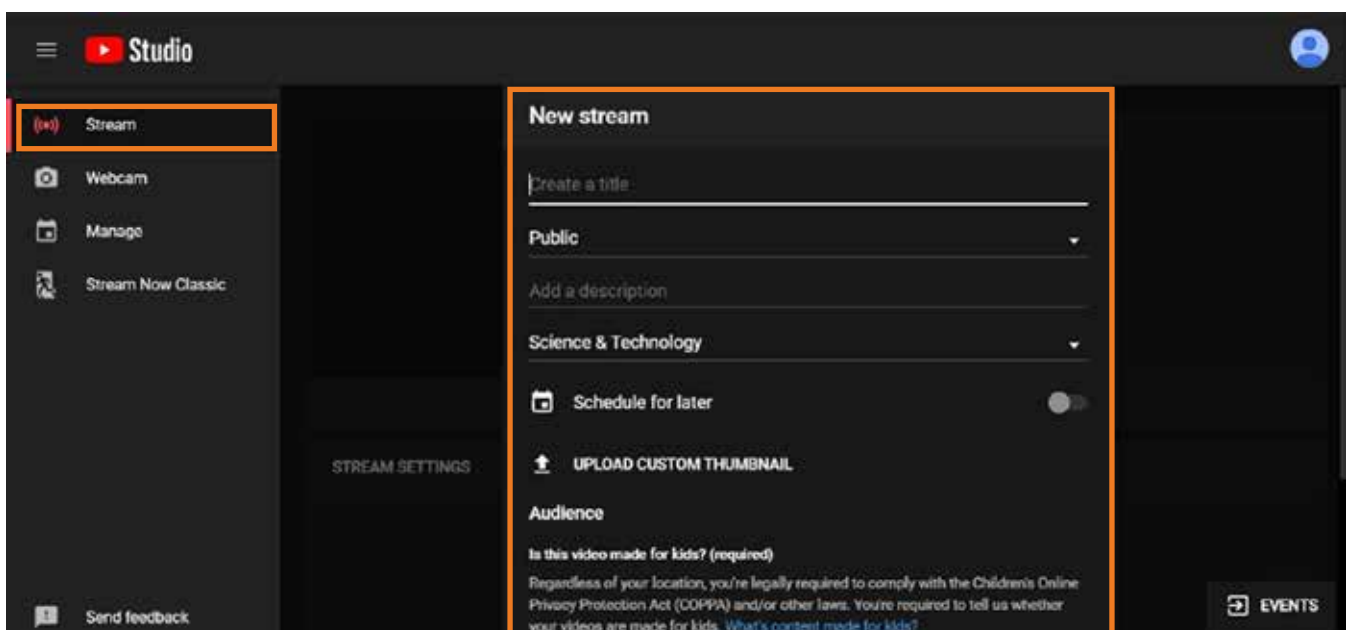 Studio
Stream
Webcam
Manage
Stream Now Classic
Send feedback
STREAM SETTINGS
New stream
Create a title
Public
Add a description
Science & Technology
Schedule for later
UPLOAD CUSTOM THUMBNAIL
Audience
Is this video made for kids? (required)
Regardless of your location, you're legally required to comply with the Children's Online
Privacy Protection Act (COPPA) and/or other laws. You're required to tell us whether
your videos are made for kids. What's content made for kids?
EVENTS